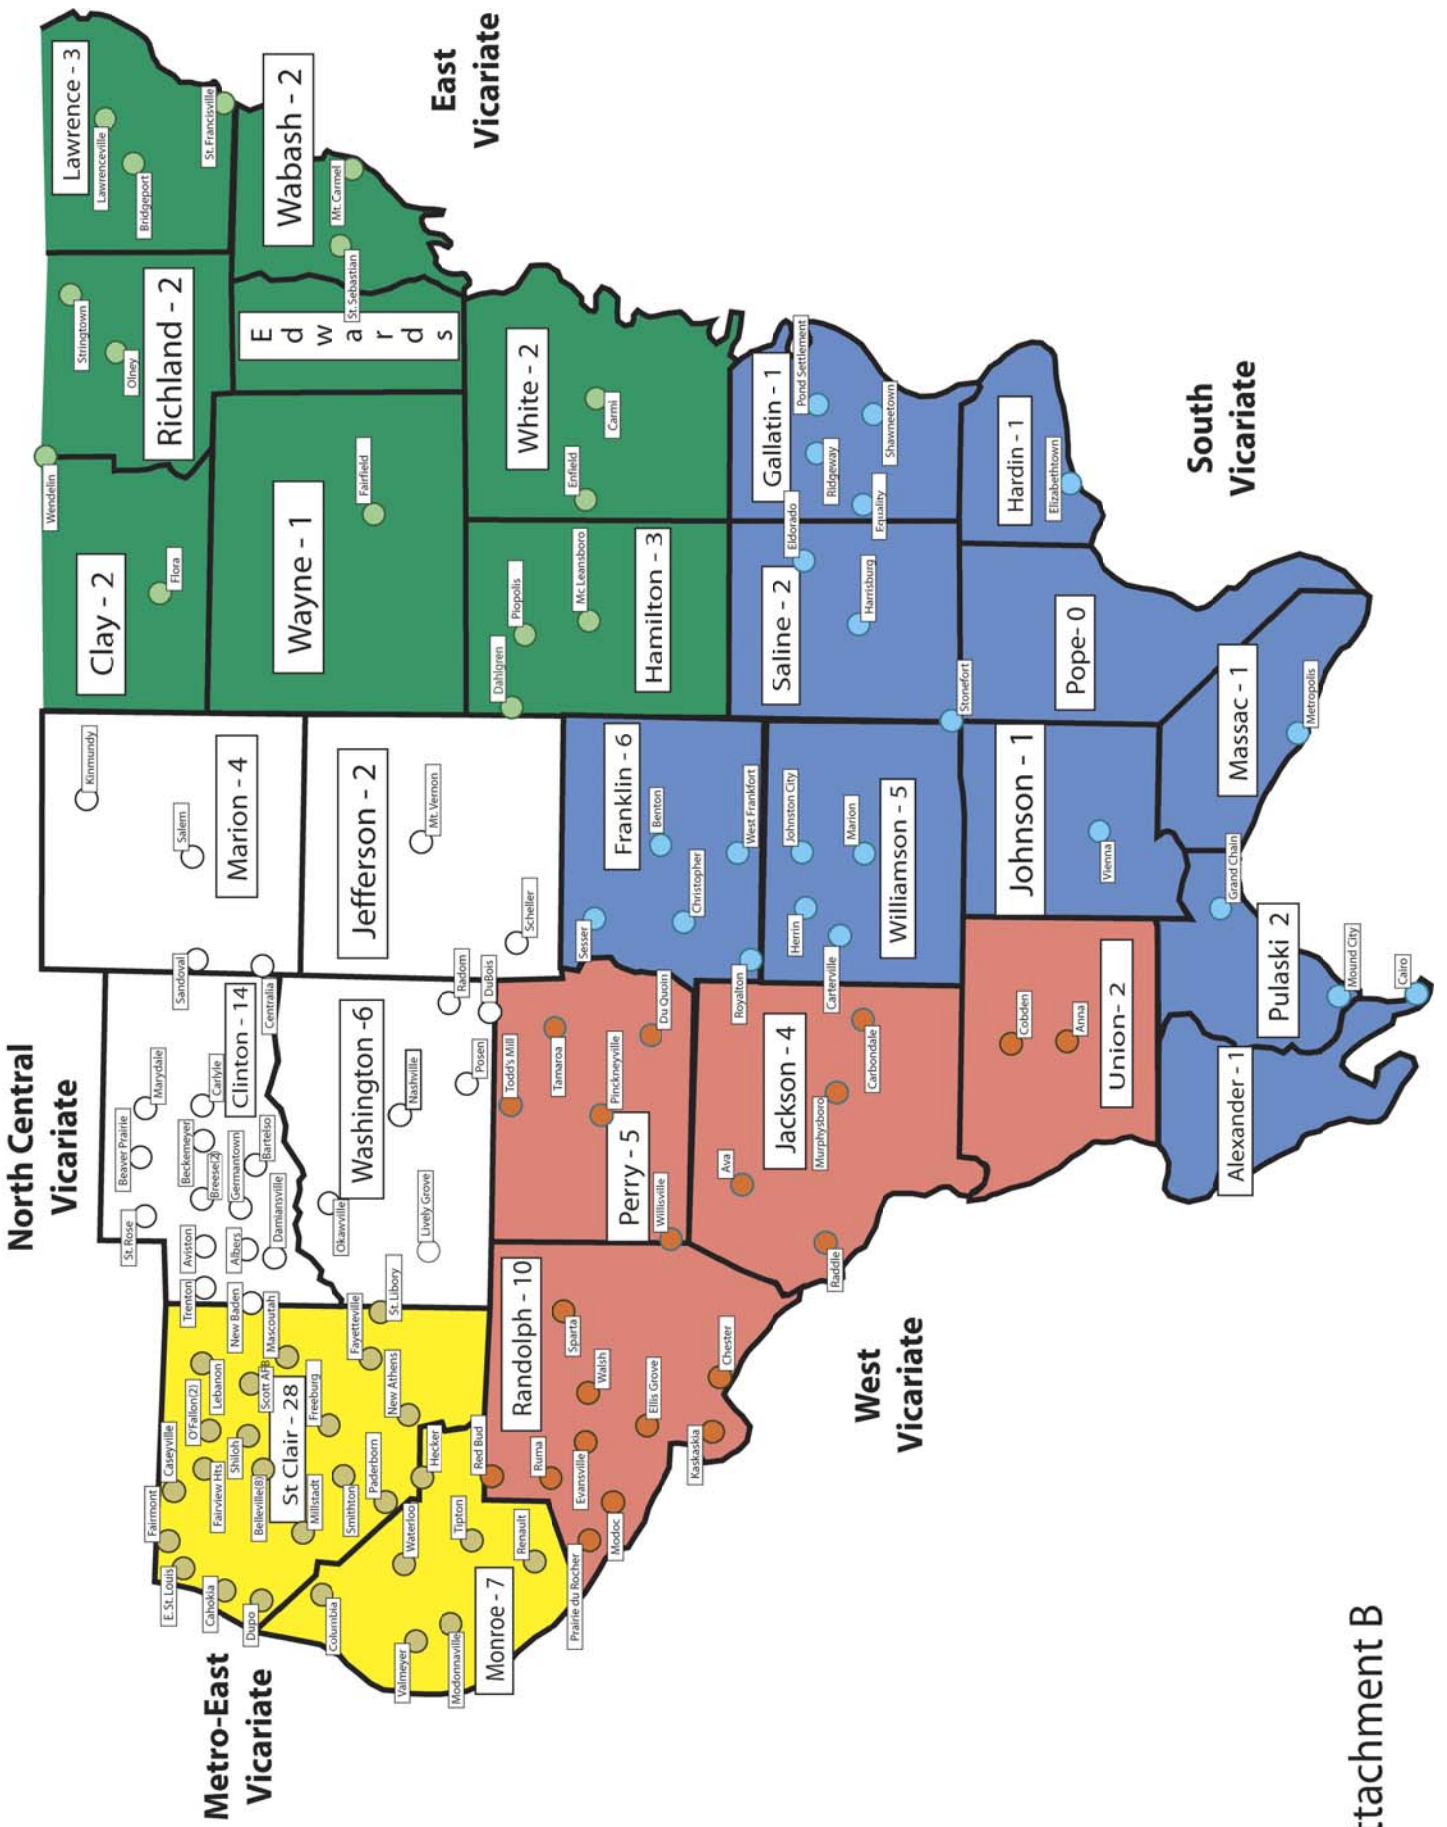 North Central
Vicariate
Metro-East
Vicariate
East
Vicariate
West
Vicariate
South
Vicariate
St Clair - 28
Fairmont
Caseyville
E.St. Louis
Cahokia
Dupo
Fairview Hts
O'Fallon(2)
Lebanon
Shiloh
Scott AFB
Belleville(8)
Mascoutah
Freeburg
Millstadt
Smithton
Paderborn
Fayetteville
St.Libory
New Athens
Monroe - 7
Columbia
Waterloo
Hecker
Valmeyer
Modonnaville
Tipton
Renault
Clinton - 14
St. Rose
Beaver Prairie
Marydale
Trenton
Aviston
Breese(2)
Beckemeyer
Carlyle
New Baden
Albers
Germantown
Damiansville
Bartelso
Marion - 4
Kinmundy
Salem
Sandoval
Centralia
Washington -6
Okawville
Nashville
Lively Grove
Posen
Radom
DuBois
Jefferson - 2
Mt. Vernon
Scheller
Clay - 2
Wendelin
Flora
Richland - 2
Stringtown
Olney
Lawrence - 3
Lawrenceville
Bridgeport
St. Francisville
Wabash - 2
Mt. Carmel
St. Sebastian
E
d
w
a
r
d
s
Wayne - 1
Fairfield
Hamilton - 3
Dahlgren
Piopolis
Mc Leansboro
White - 2
Enfield
Carmi
Randolph - 10
Red Bud
Ruma
Evansville
Sparta
Walsh
Ellis Grove
Prairie du Rocher
Modoc
Kaskaskia
Chester
Perry - 5
Todd's Mill
Tamaroa
Pinckneyville
Du Quoin
Willisville
Jackson - 4
Ava
Raddle
Murphysboro
Carbondale
Union- 2
Cobden
Anna
Franklin - 6
Sesser
Benton
Christopher
West Frankfort
Royalton
Williamson - 5
Johnston City
Herrin
Marion
Carterville
Stonefort
Saline - 2
Eldorado
Harrisburg
Gallatin - 1
Pond Settlement
Ridgeway
Shawneetown
Equality
Johnson - 1
Vienna
Pope- 0
Hardin - 1
Elizabethtown
Massac - 1
Metropolis
Pulaski 2
Grand Chain
Mound City
Alexander -1
Cairo
ttachment B